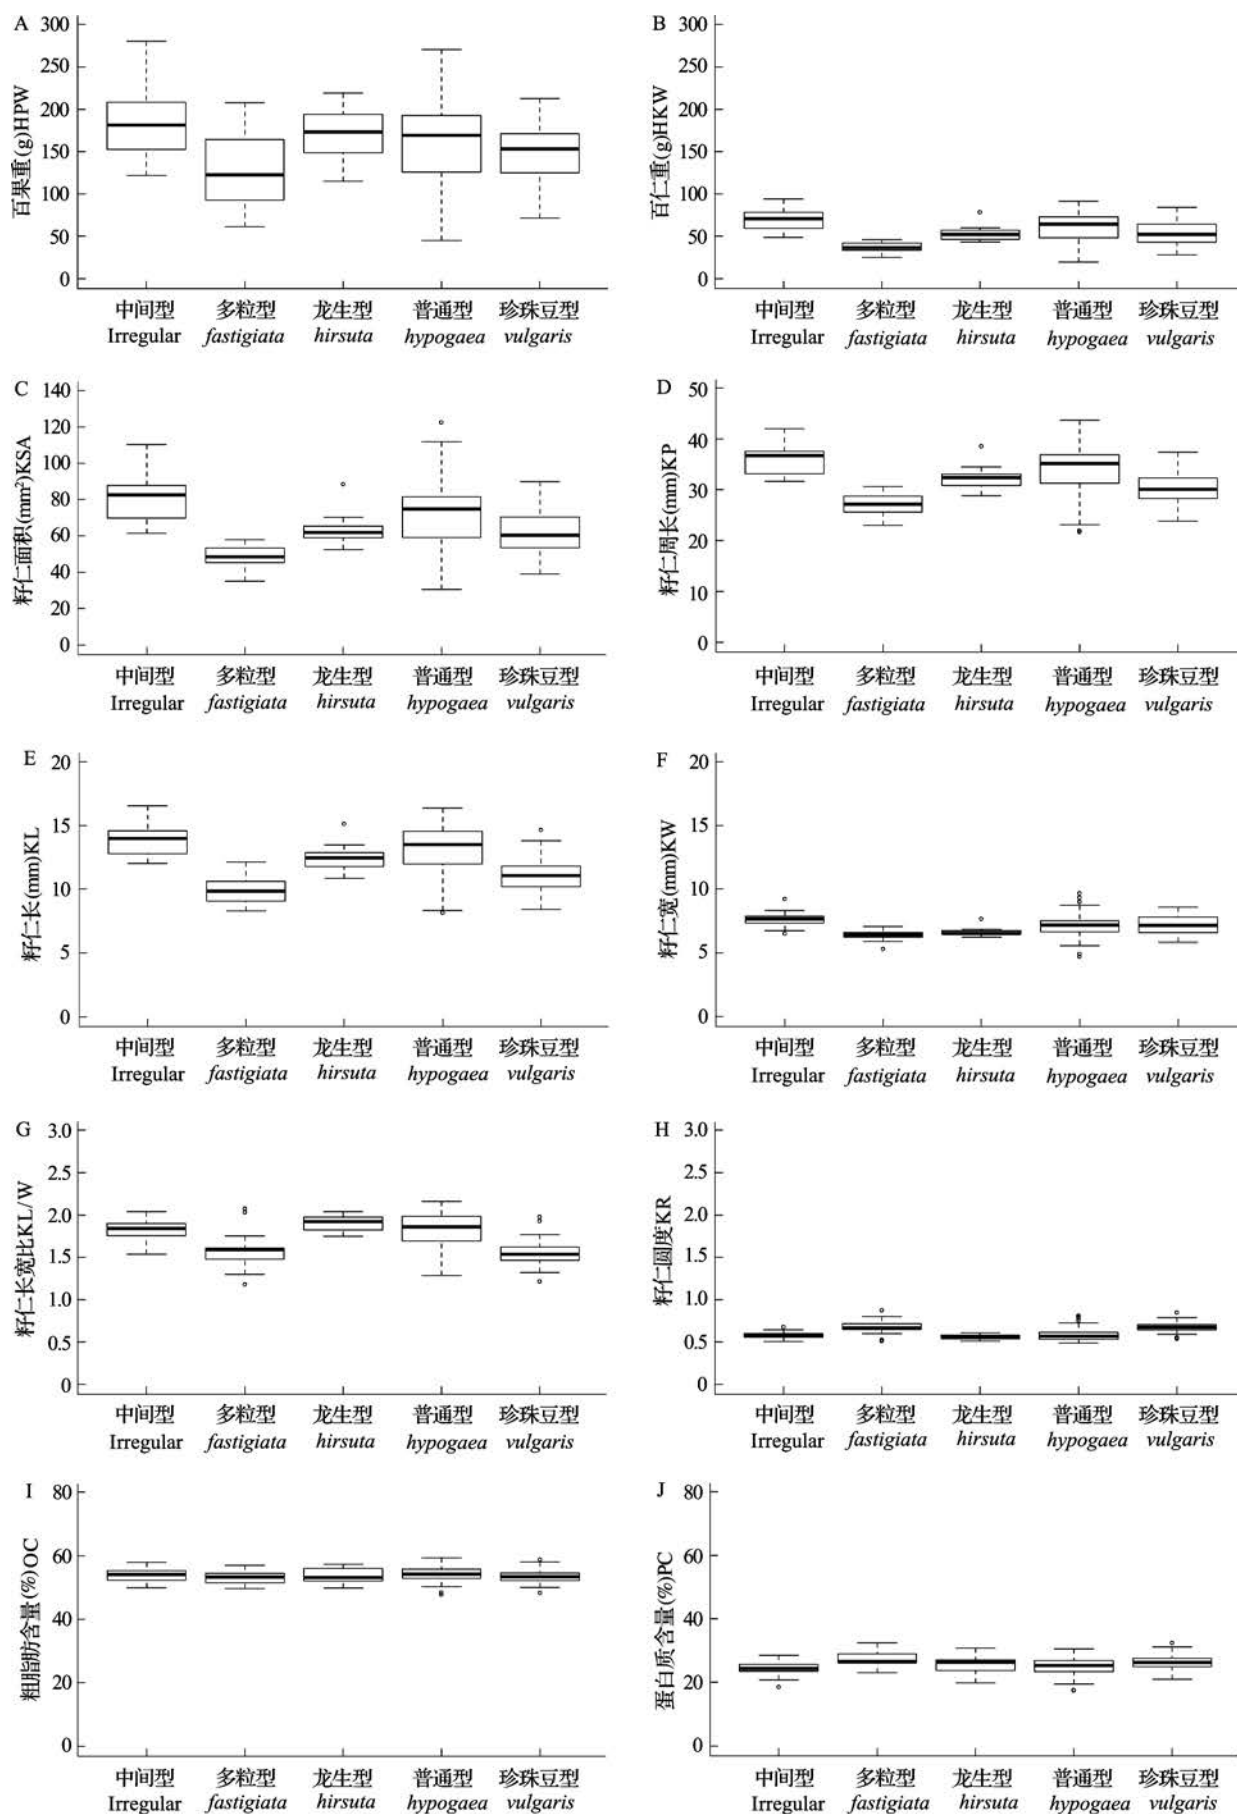 A
百果重(g)HPW
300
250
200
150
100
50
0
中间型 多粒型 龙生型 普通型 珍珠豆型
Irregular fastigiata hirsuta hypogaea vulgaris
B
百仁重(g)HKW
300
250
200
150
100
50
0
中间型 多粒型 龙生型 普通型 珍珠豆型
Irregular fastigiata hirsuta hypogaea vulgaris
C
籽仁面积(mm²)KSA
140
120
100
80
60
40
20
0
中间型 多粒型 龙生型 普通型 珍珠豆型
Irregular fastigiata hirsuta hypogaea vulgaris
D
籽仁周长(mm)KP
50
40
30
20
10
0
中间型 多粒型 龙生型 普通型 珍珠豆型
Irregular fastigiata hirsuta hypogaea vulgaris
E
籽仁长(mm)KL
20
15
10
5
0
中间型 多粒型 龙生型 普通型 珍珠豆型
Irregular fastigiata hirsuta hypogaea vulgaris
F
籽仁宽(mm)KW
20
15
10
5
0
中间型 多粒型 龙生型 普通型 珍珠豆型
Irregular fastigiata hirsuta hypogaea vulgaris
G
籽仁长宽比KL/W
3.0
2.5
2.0
1.5
1.0
0.5
0
中间型 多粒型 龙生型 普通型 珍珠豆型
Irregular fastigiata hirsuta hypogaea vulgaris
H
籽仁圆度KR
3.0
2.5
2.0
1.5
1.0
0.5
0
中间型 多粒型 龙生型 普通型 珍珠豆型
Irregular fastigiata hirsuta hypogaea vulgaris
I
粗脂肪含量(%)OC
80
60
40
20
0
中间型 多粒型 龙生型 普通型 珍珠豆型
Irregular fastigiata hirsuta hypogaea vulgaris
J
蛋白质含量(%)PC
80
60
40
20
0
中间型 多粒型 龙生型 普通型 珍珠豆型
Irregular fastigiata hirsuta hypogaea vulgaris